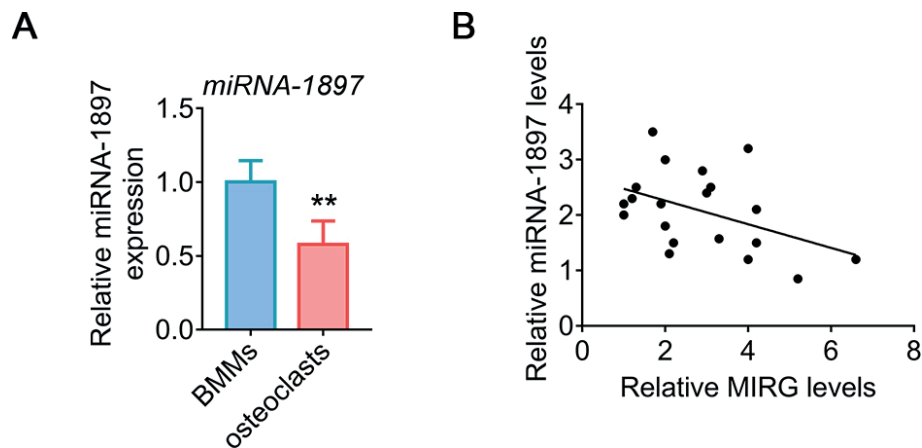 A
miRNA-1897
Relative miRNA-1897
expression
1.5
1.0
0.5
0.0
**
BMMs
osteoclasts
B
Relative miRNA-1897 levels
4
3
2
1
0
0 2 4 6 8
Relative MIRG levels